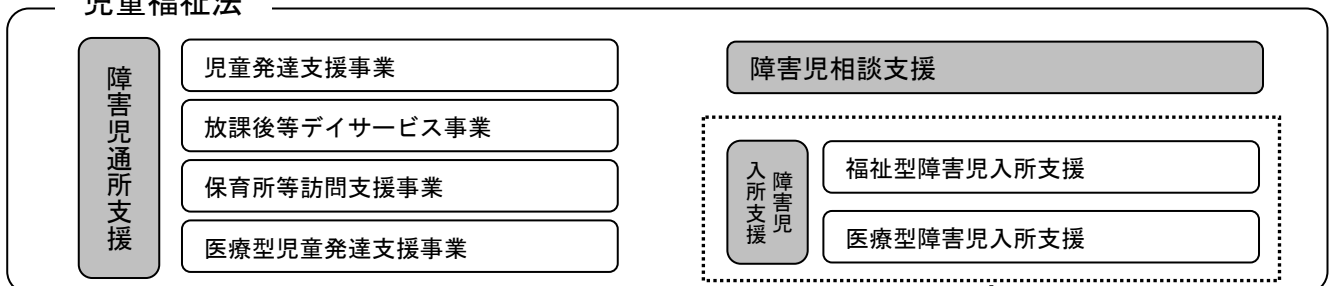 児童福祉法
障害児通所支援
児童発達支援事業
放課後等デイサービス事業
保育所等訪問支援事業
医療型児童発達支援事業
障害児相談支援
障害児
入所支援
福祉型障害児入所支援
医療型障害児入所支援